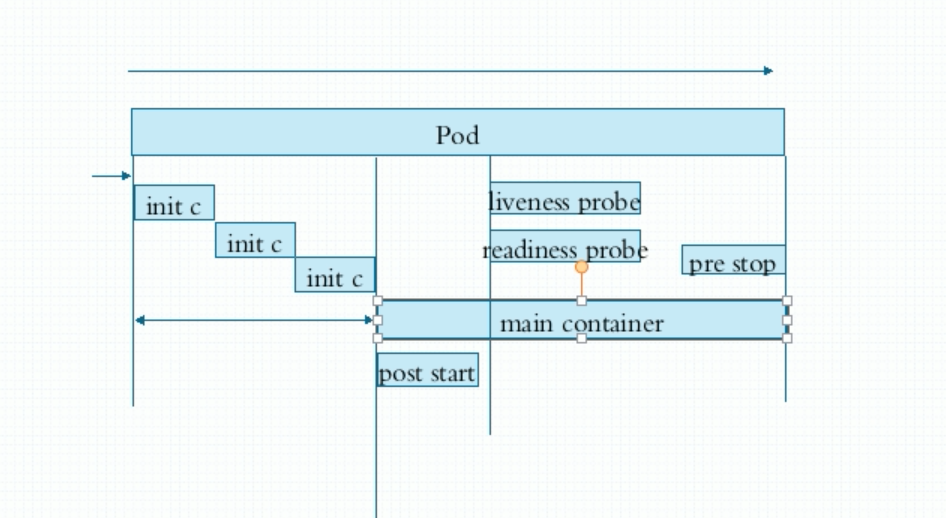 Pod
init c
init c
init c
liveness probe
readiness probe
pre stop
main container
post start